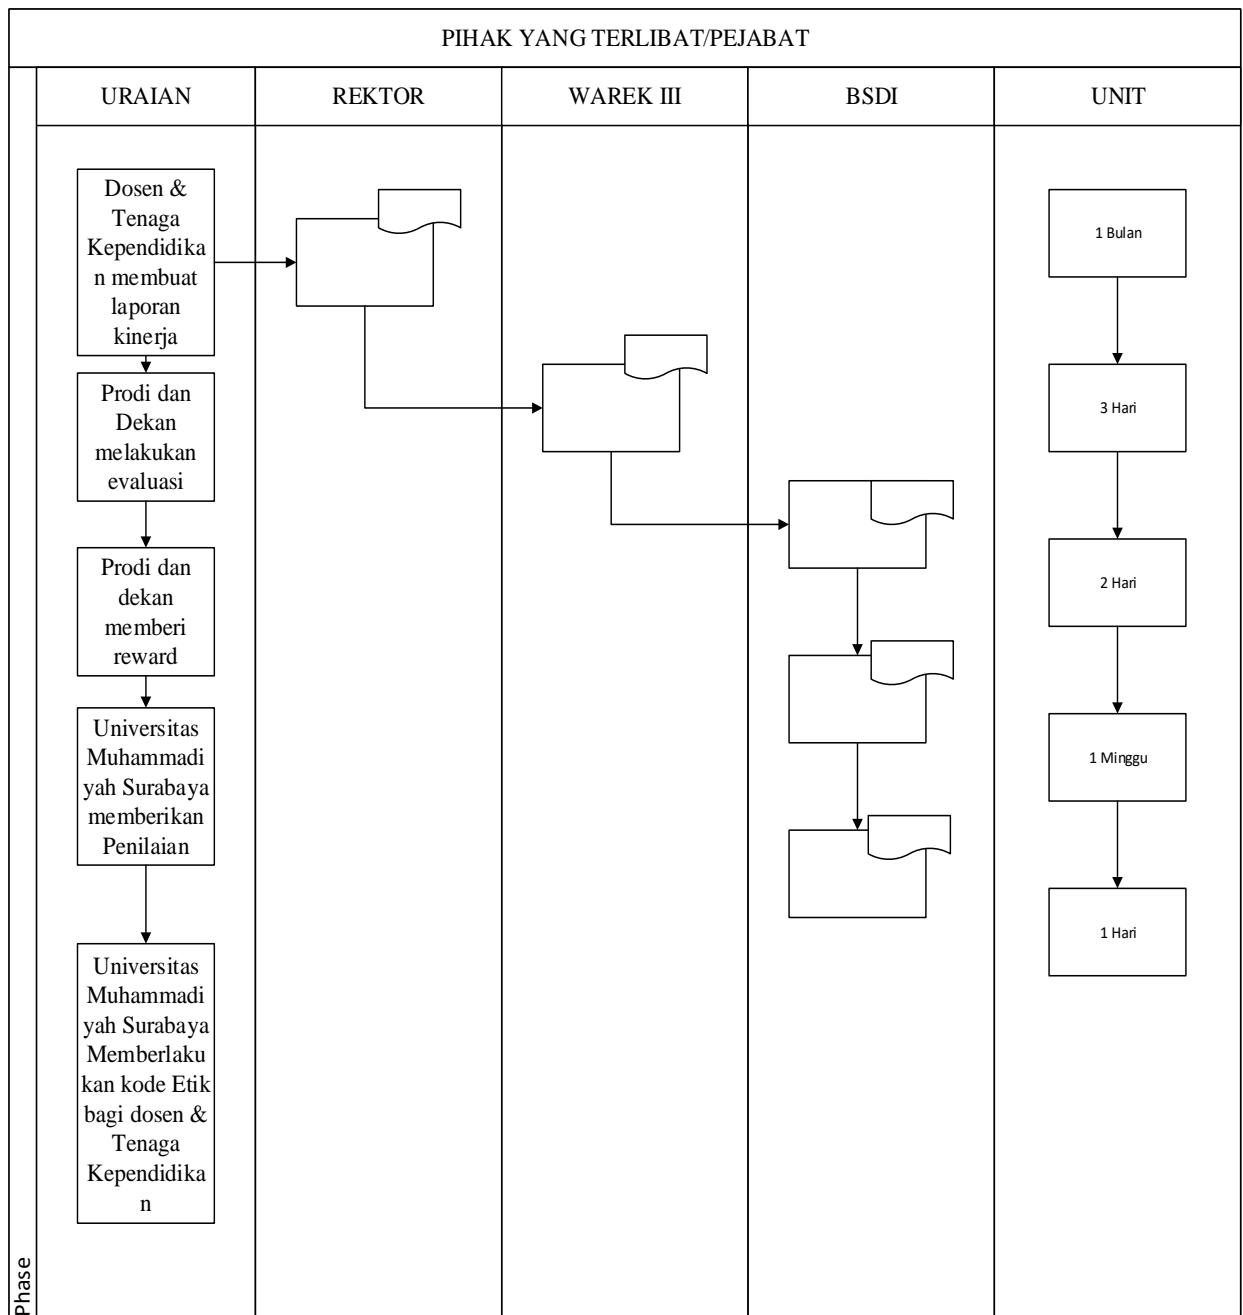 PIHAK YANG TERLIBAT/PEJABAT
URAIAN
REKTOR
WAREK III
BSDI
UNIT
Dosen &
Tenaga
Kependidika
n membuat
laporan
kinerja
Prodi dan
Dekan
melakukan
evaluasi
Prodi dan
dekan
memberi
reward
Universitas
Muhammadi
yah Surabaya
memberikan
Penilaian
Universitas
Muhammadi
yah Surabaya
Memberlaku
kan kode Etik
bagi dosen &
Tenaga
Kependidika
n
1 Bulan
3 Hari
2 Hari
1 Minggu
1 Hari
Phase